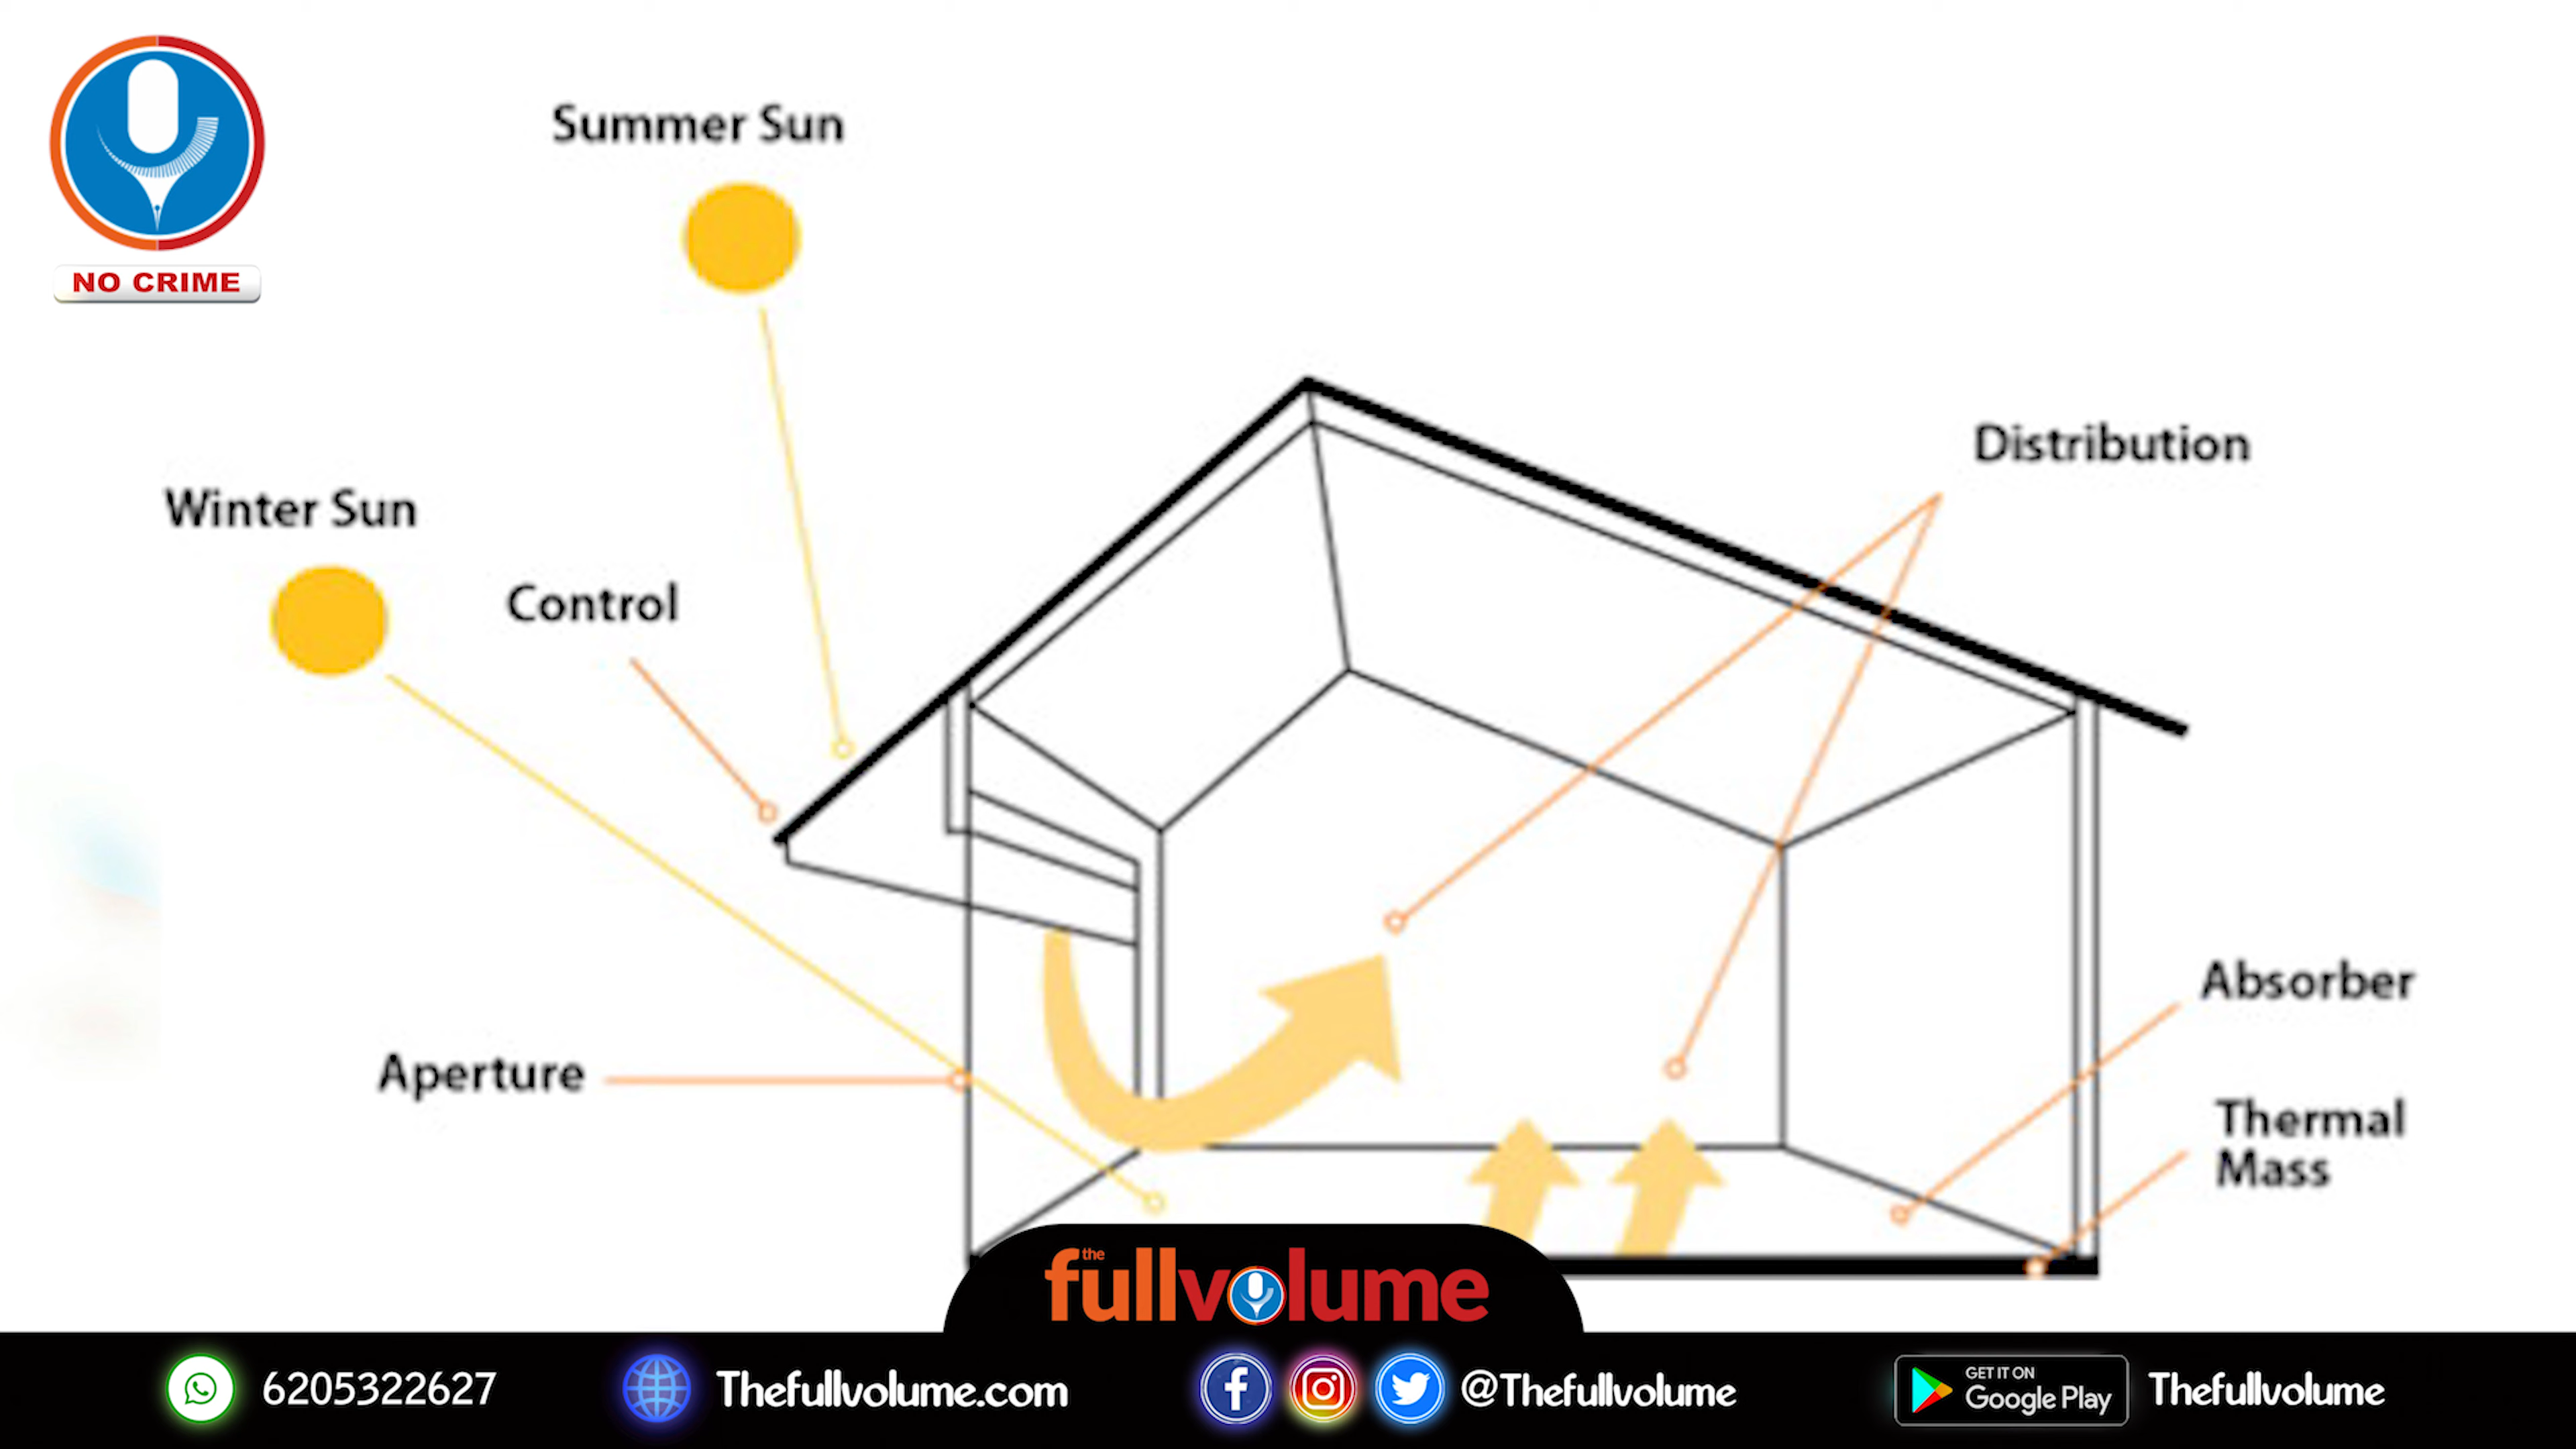 NO CRIME
Summer Sun
Winter Sun
Control
Distribution
Aperture
Absorber
Thermal
Mass
the
fullvolume
6205322627
Thefullvolume.com
@Thefullvolume
GET IT ON
Google Play
Thefullvolume